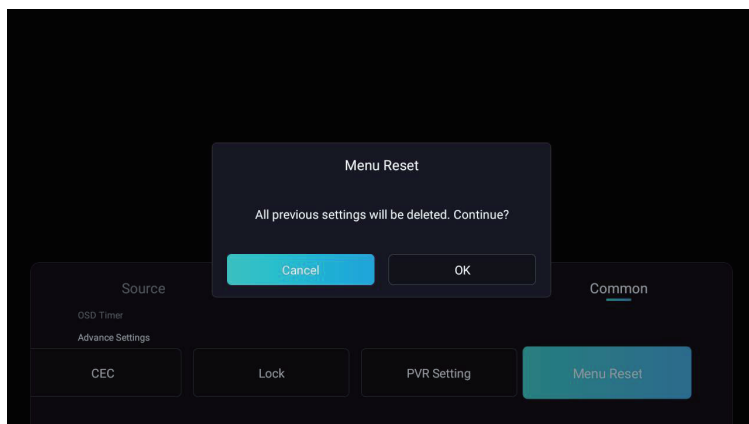 Menu Reset
All previous settings will be deleted. Continue?
Cancel OK
Source Common
OSD Timer
Advance Settings
CEC Lock PVR Setting Menu Reset